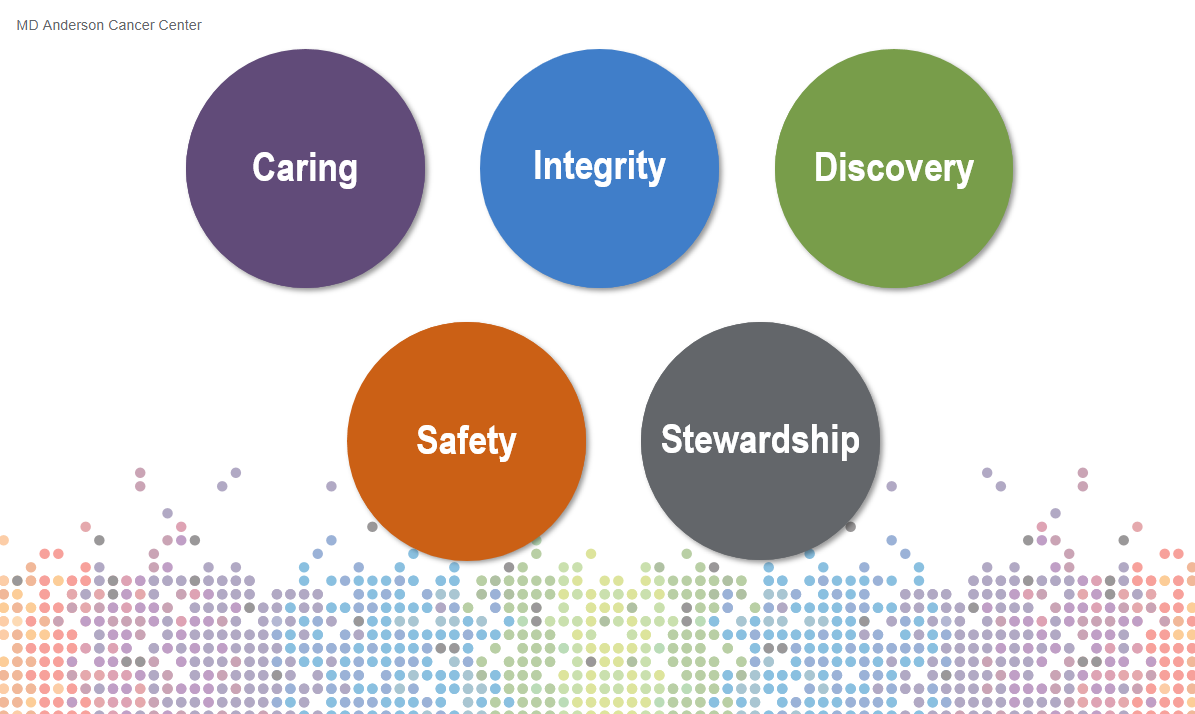 MD Anderson Cancer Center
Caring
Integrity
Discovery
Safety
Stewardship